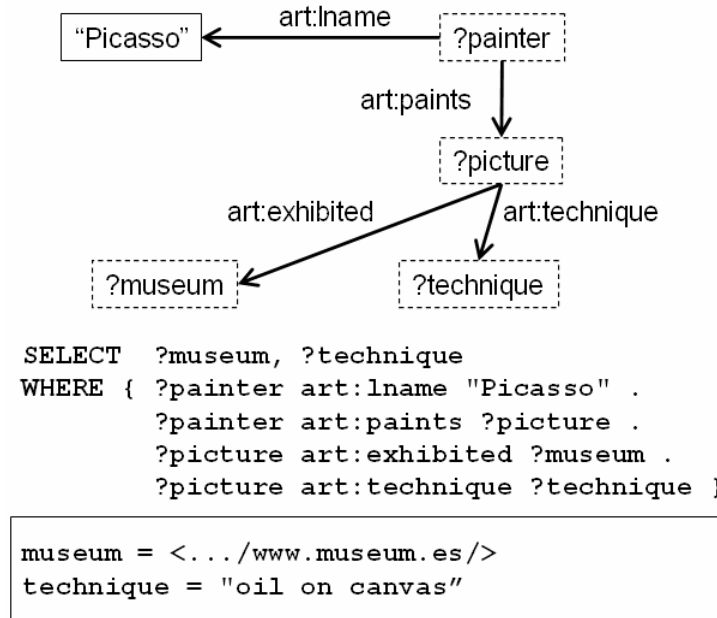 art:lname
“Picasso”
?painter
art:paints
?picture
art:exhibited
art:technique
?museum
?technique
SELECT ?museum, ?technique
WHERE { ?painter art:lname "Picasso" .
?painter art:paints ?picture .
?picture art:exhibited ?museum .
?picture art:technique ?technique }
museum = <.../www.museum.es/>
technique = "oil on canvas”